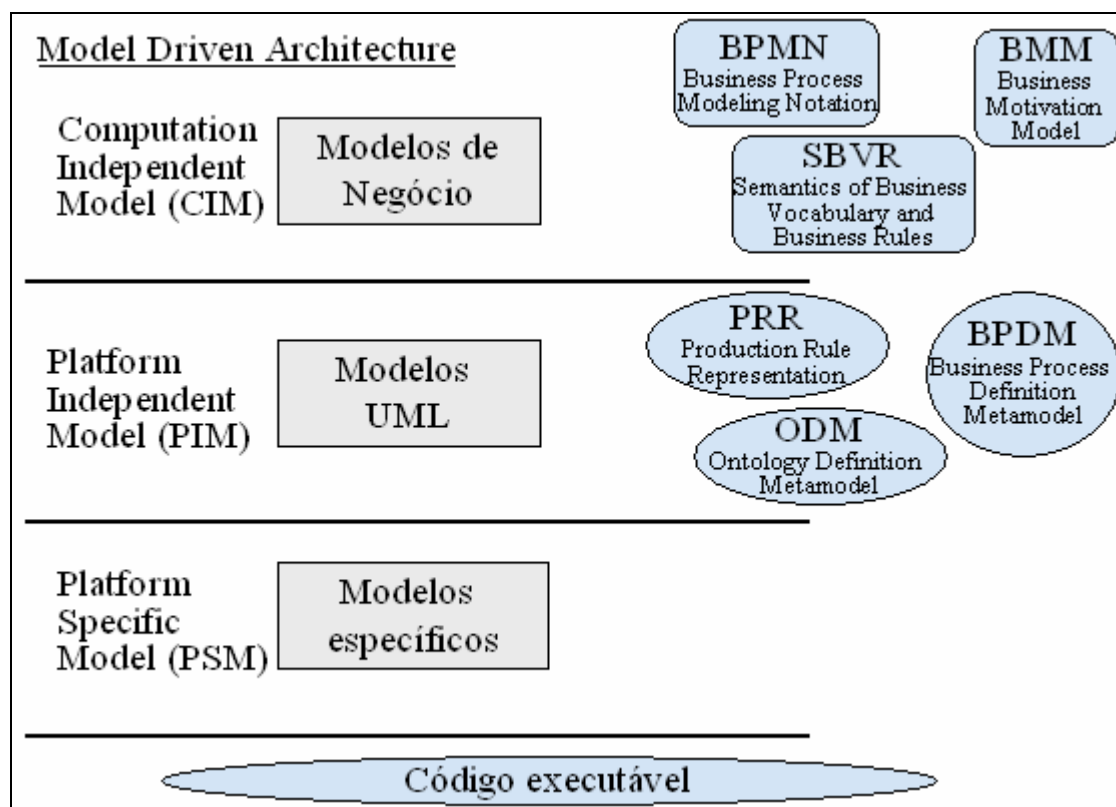 Model Driven Architecture
Computation
Independent
Model (CIM)
Modelos de
Negócio
BPMN
Business Process
Modeling Notation
BMM
Business
Motivation
Model
SBVR
Semantics of Business
Vocabulary and
Business Rules
Platform
Independent
Model (PIM)
Modelos
UML
PRR
Production Rule
Representation
BPDM
Business Process
Definition
Metamodel
ODM
Ontology Definition
Metamodel
Platform
Specific
Model (PSM)
Modelos
específicos
Código executável